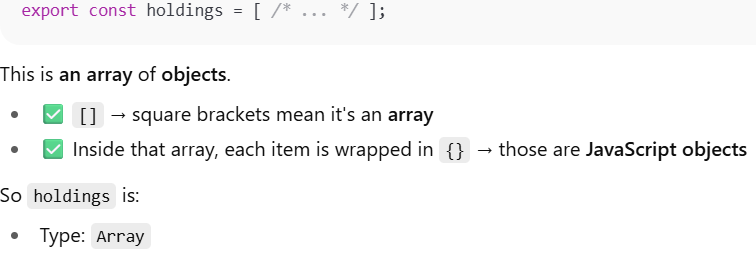 export const holdings = [ /* ... */ ];
This is an array of objects.
• ✅ [] → square brackets mean it's an array
• ✅ Inside that array, each item is wrapped in {} → those are JavaScript objects
So holdings is:
• Type: Array